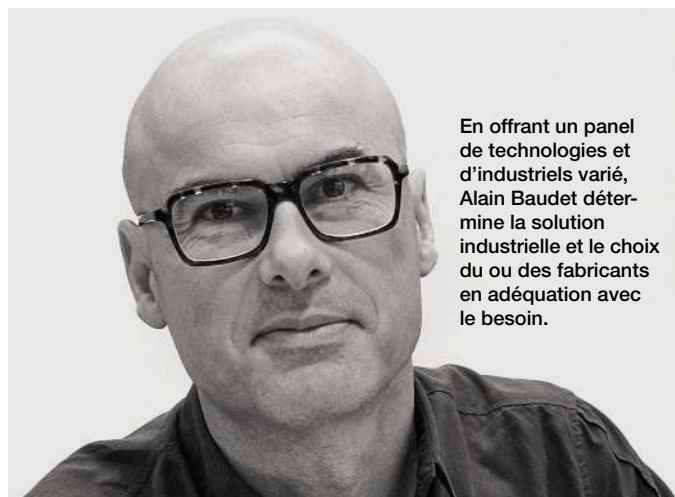 En offrant un panel
de technologies et
d'industriels varié,
Alain Baudet déter-
mine la solution
industrielle et le choix
du ou des fabricants
en adéquation avec
le besoin.